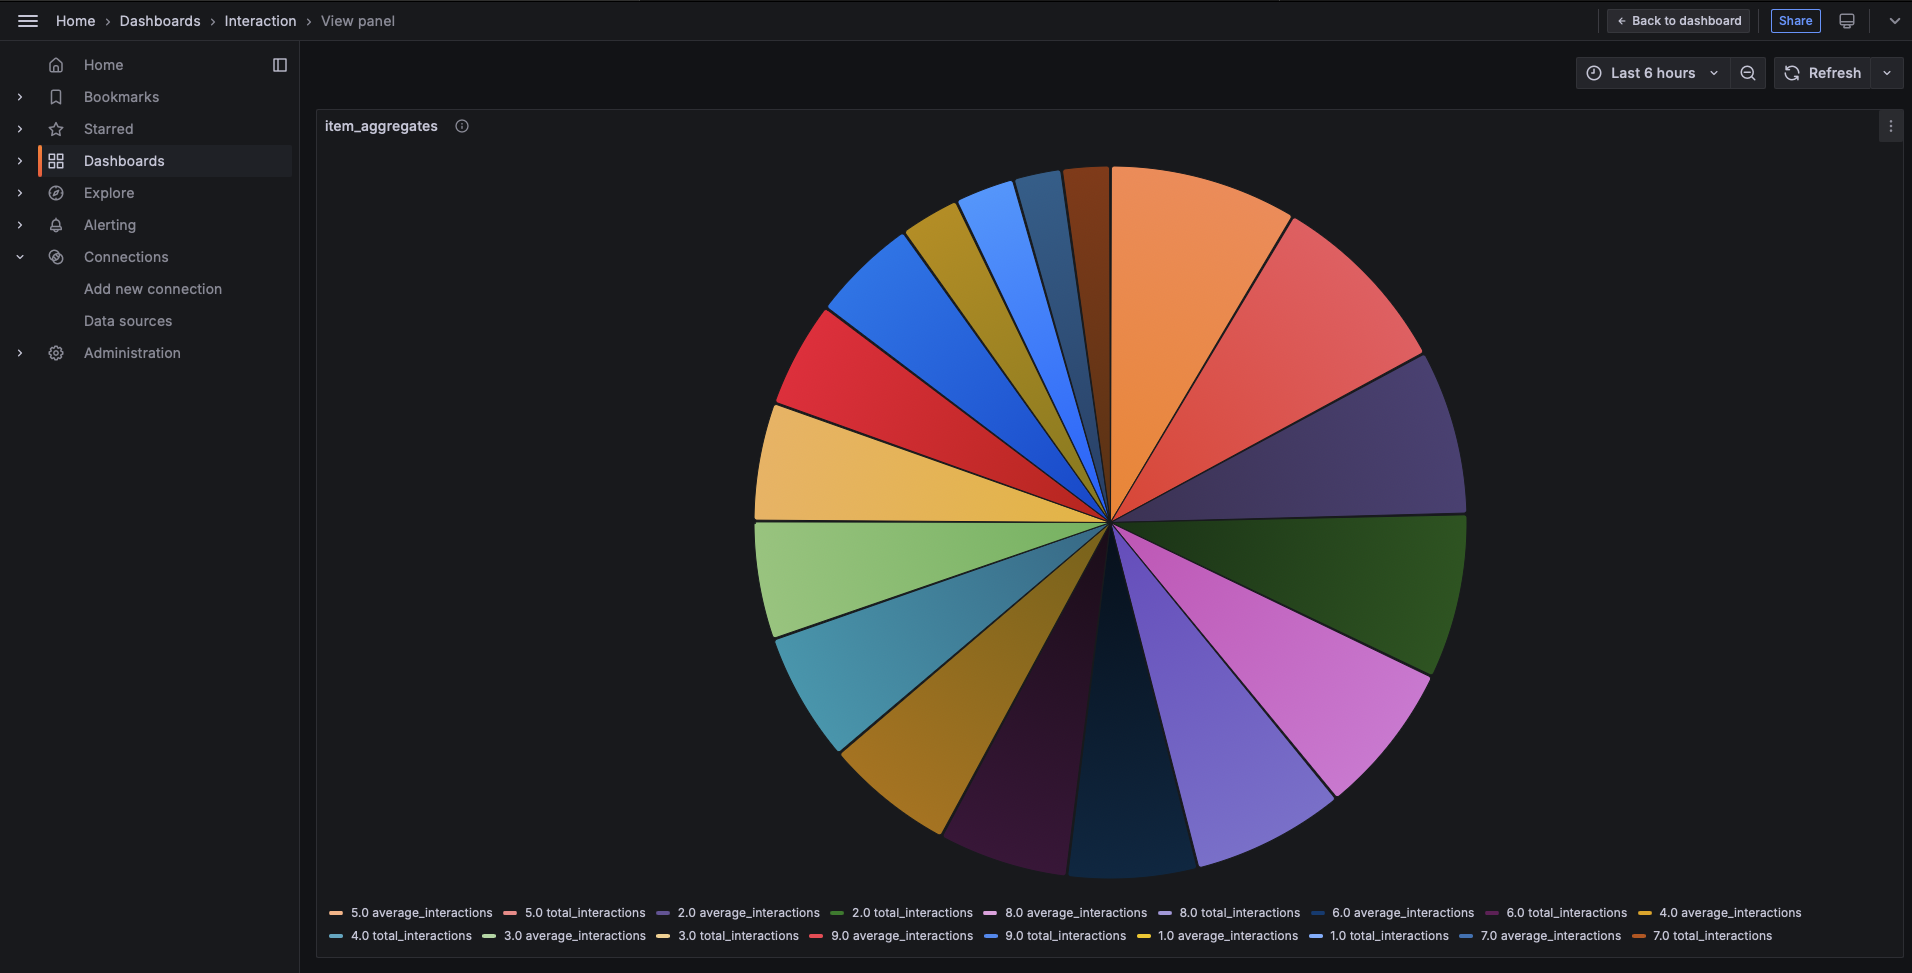 Home › Dashboards › Interaction › View panel
← Back to dashboard
Share
Home
Bookmarks
Starred
Dashboards
Explore
Alerting
Connections
Add new connection
Data sources
Administration
Last 6 hours
Refresh
item_aggregates
5.0 average_interactions 5.0 total_interactions 2.0 average_interactions 2.0 total_interactions 8.0 average_interactions 8.0 total_interactions 6.0 average_interactions 6.0 total_interactions 4.0 average_interactions
4.0 total_interactions 3.0 average_interactions 3.0 total_interactions 9.0 average_interactions 9.0 total_interactions 1.0 average_interactions 1.0 total_interactions 7.0 average_interactions 7.0 total_interactions